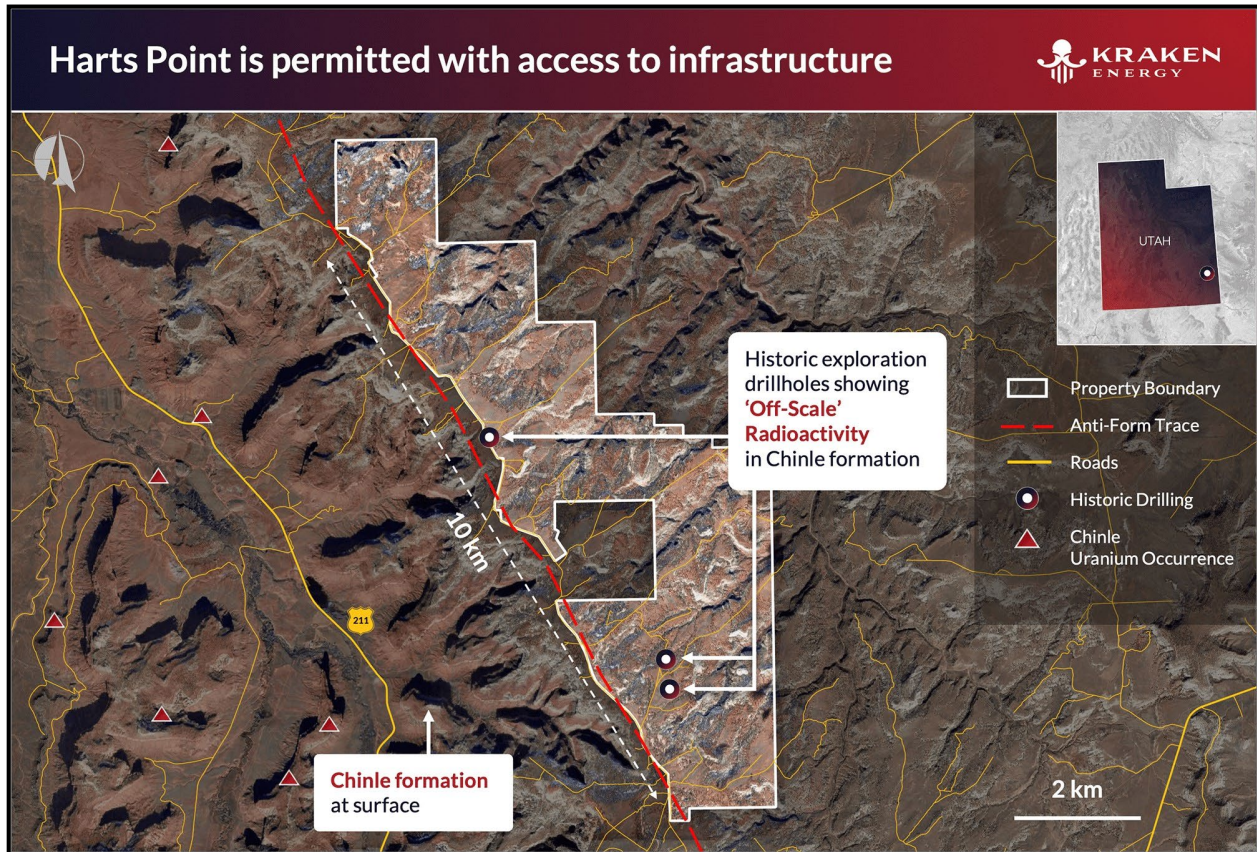 Harts Point is permitted with access to infrastructure
KRAKEN
ENERGY
UTAH
Historic exploration
drillholes showing
‘Off-Scale’
Radioactivity
in Chinle formation
Property Boundary
Anti-Form Trace
Roads
Historic Drilling
Chinle
Uranium Occurrence
10 km
211
Chinle formation
at surface
2 km